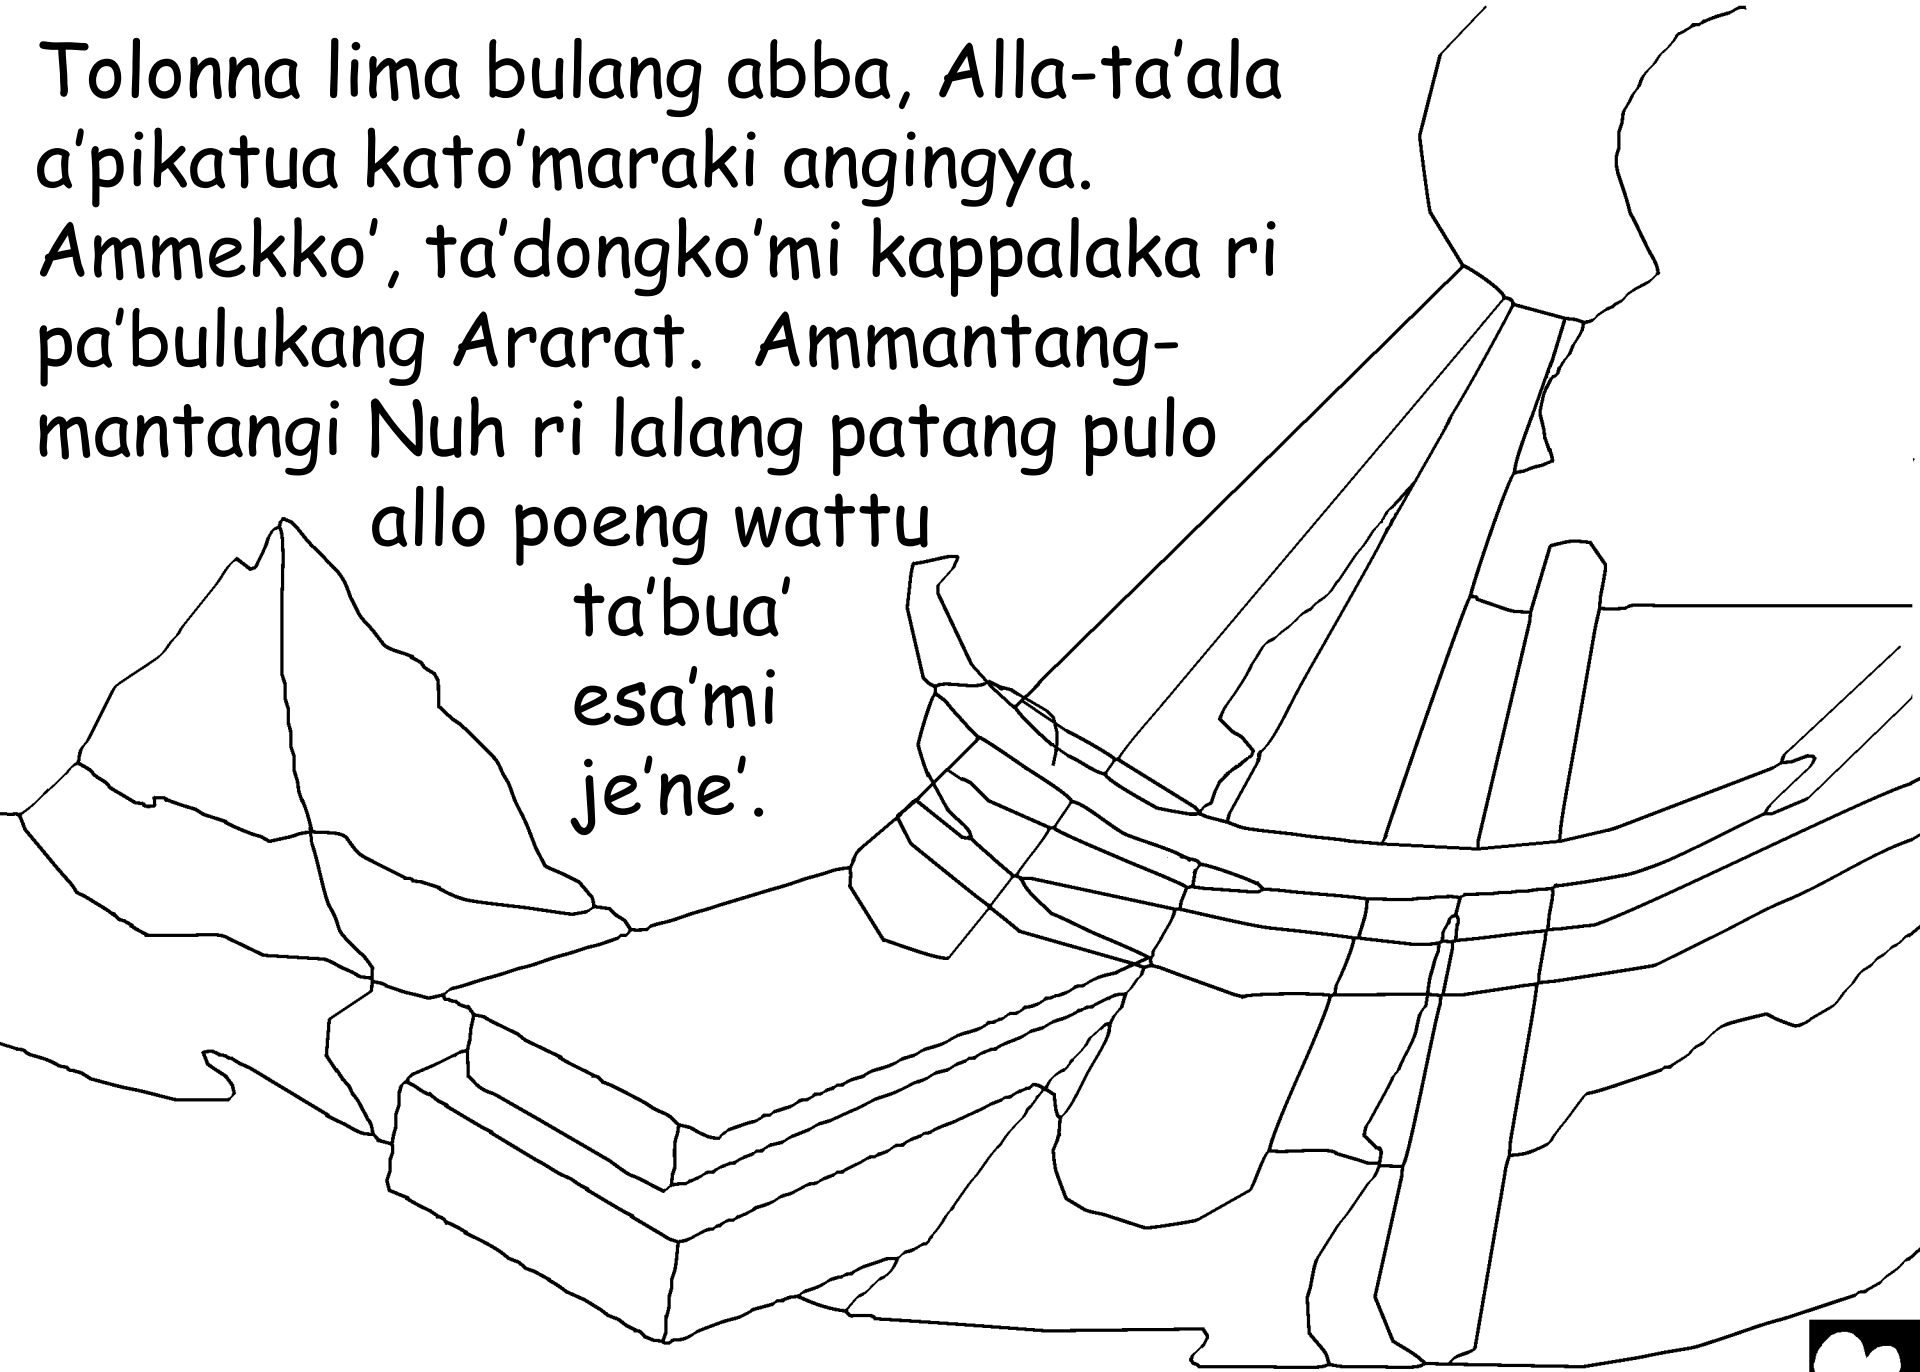 Tolonna lima bulang abba, Alla-ta’ala
a’pikatua kato’maraki angingya.
Ammekko’, ta’dongko’mi kappalaka ri
pa’bulukang Ararat. Ammantang-
mantangi Nuh ri lalang patang pulo
allo poeng wattu
ta’bua’
esa’mi
je’ne’.